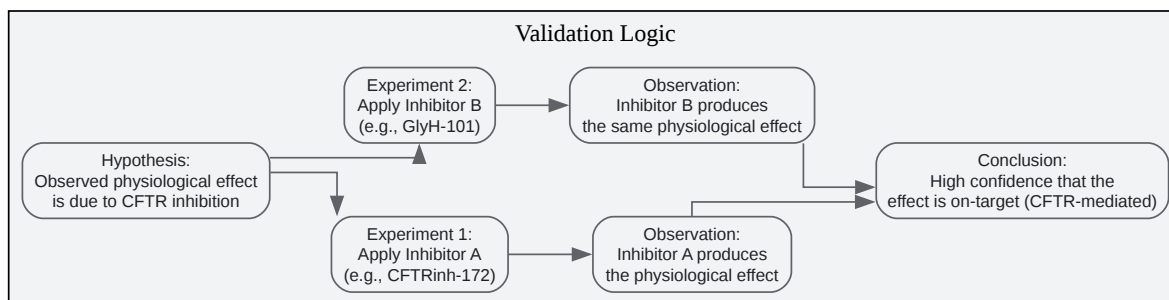 Validation Logic
Hypothesis:
Observed physiological effect
is due to CFTR inhibition
Experiment 2:
Apply Inhibitor B
(e.g., GlyH-101)
Observation:
Inhibitor B produces
the same physiological effect
Experiment 1:
Apply Inhibitor A
(e.g., CFTRinh-172)
Observation:
Inhibitor A produces
the physiological effect
Conclusion:
High confidence that the
effect is on-target (CFTR-mediated)